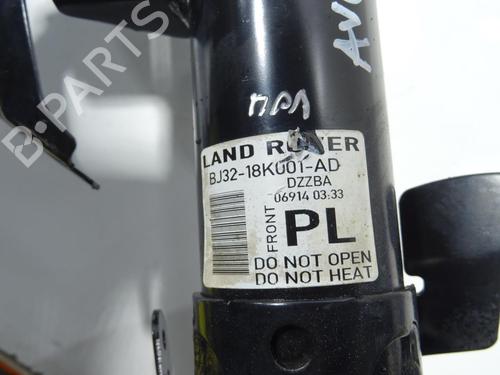 B-PARTS
LAND ROVER
BJ32-18K001-AD
DZZBA
06914 03:33
FRONT
PL
DO NOT OPEN
DO NOT HEAT
C